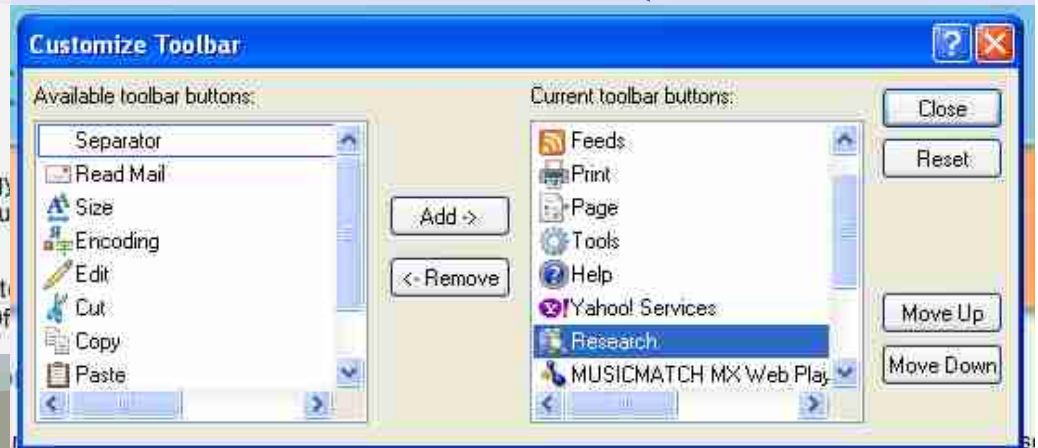 Customize Toolbar
Available toolbar buttons:
Separator
Read Mail
Size
Encoding
Edit
Cut
Copy
Paste
Add ->
<- Remove
Current toolbar buttons:
Feeds
Print
Page
Tools
Help
Yahoo! Services
Research
MUSICMATCH MX Web Play
Close
Reset
Move Up
Move Down